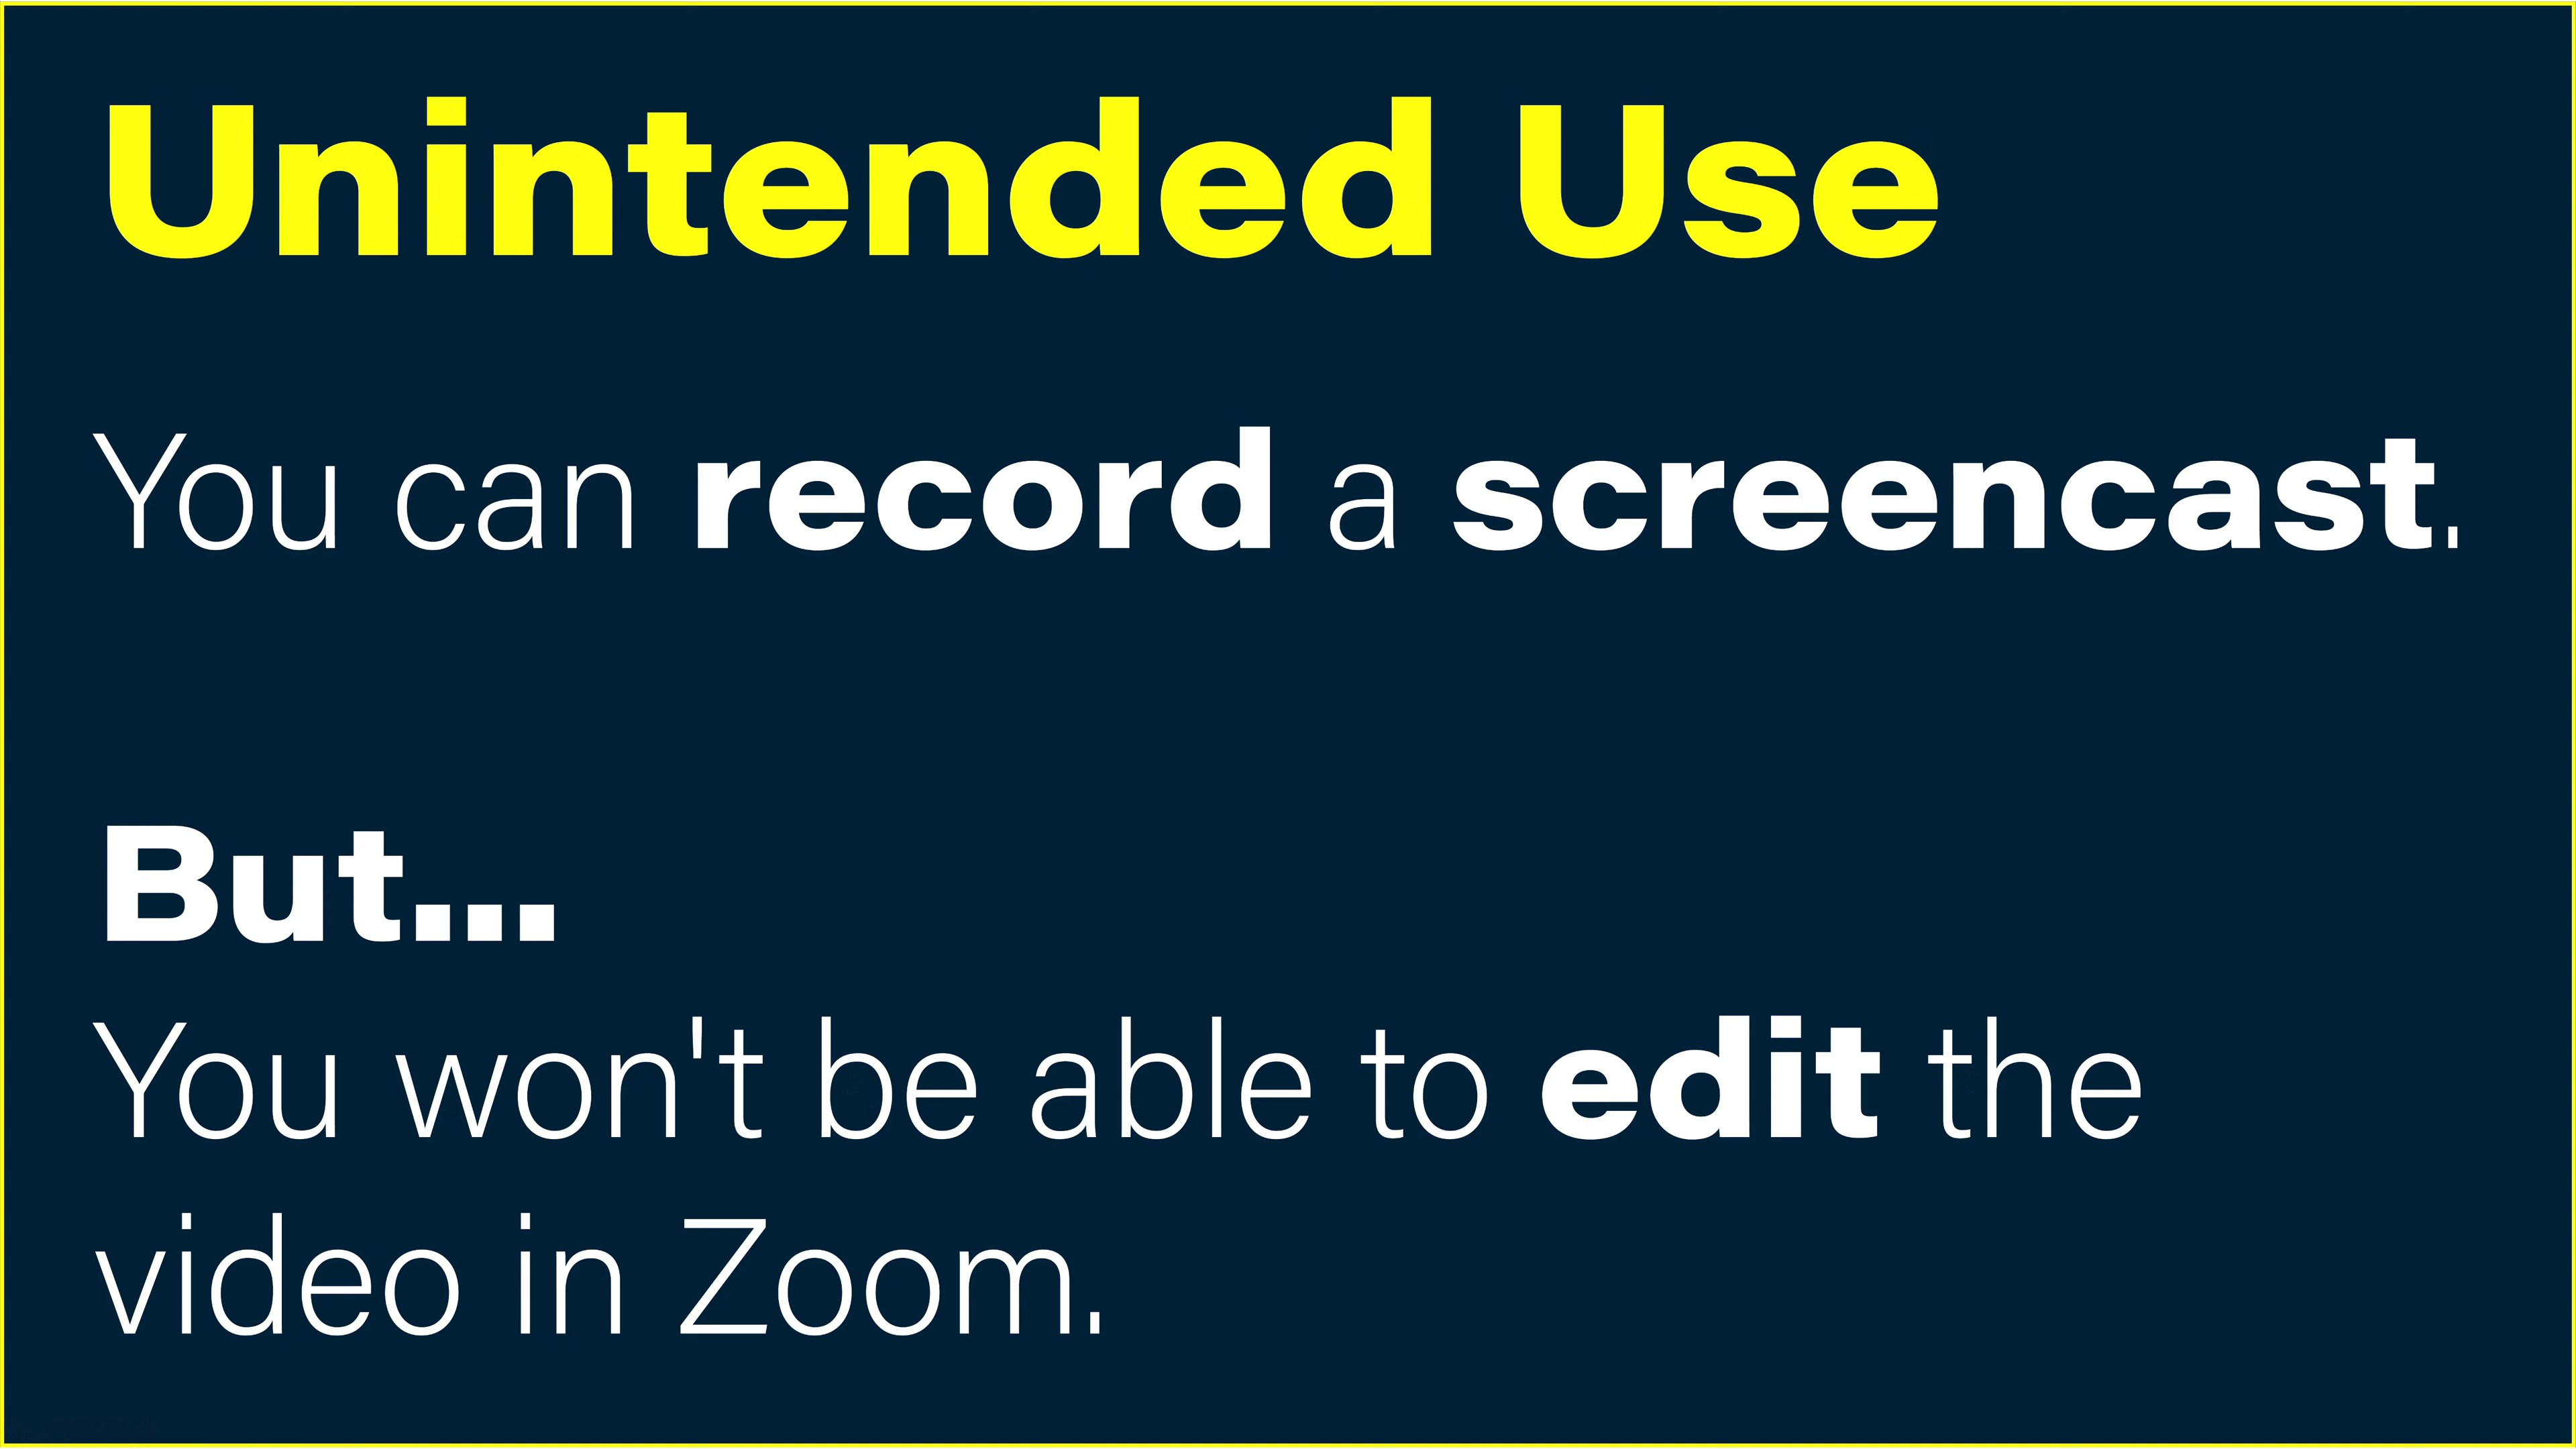 Unintended Use
You can record a screencast.
But...
You won't be able to edit the
video in Zoom.